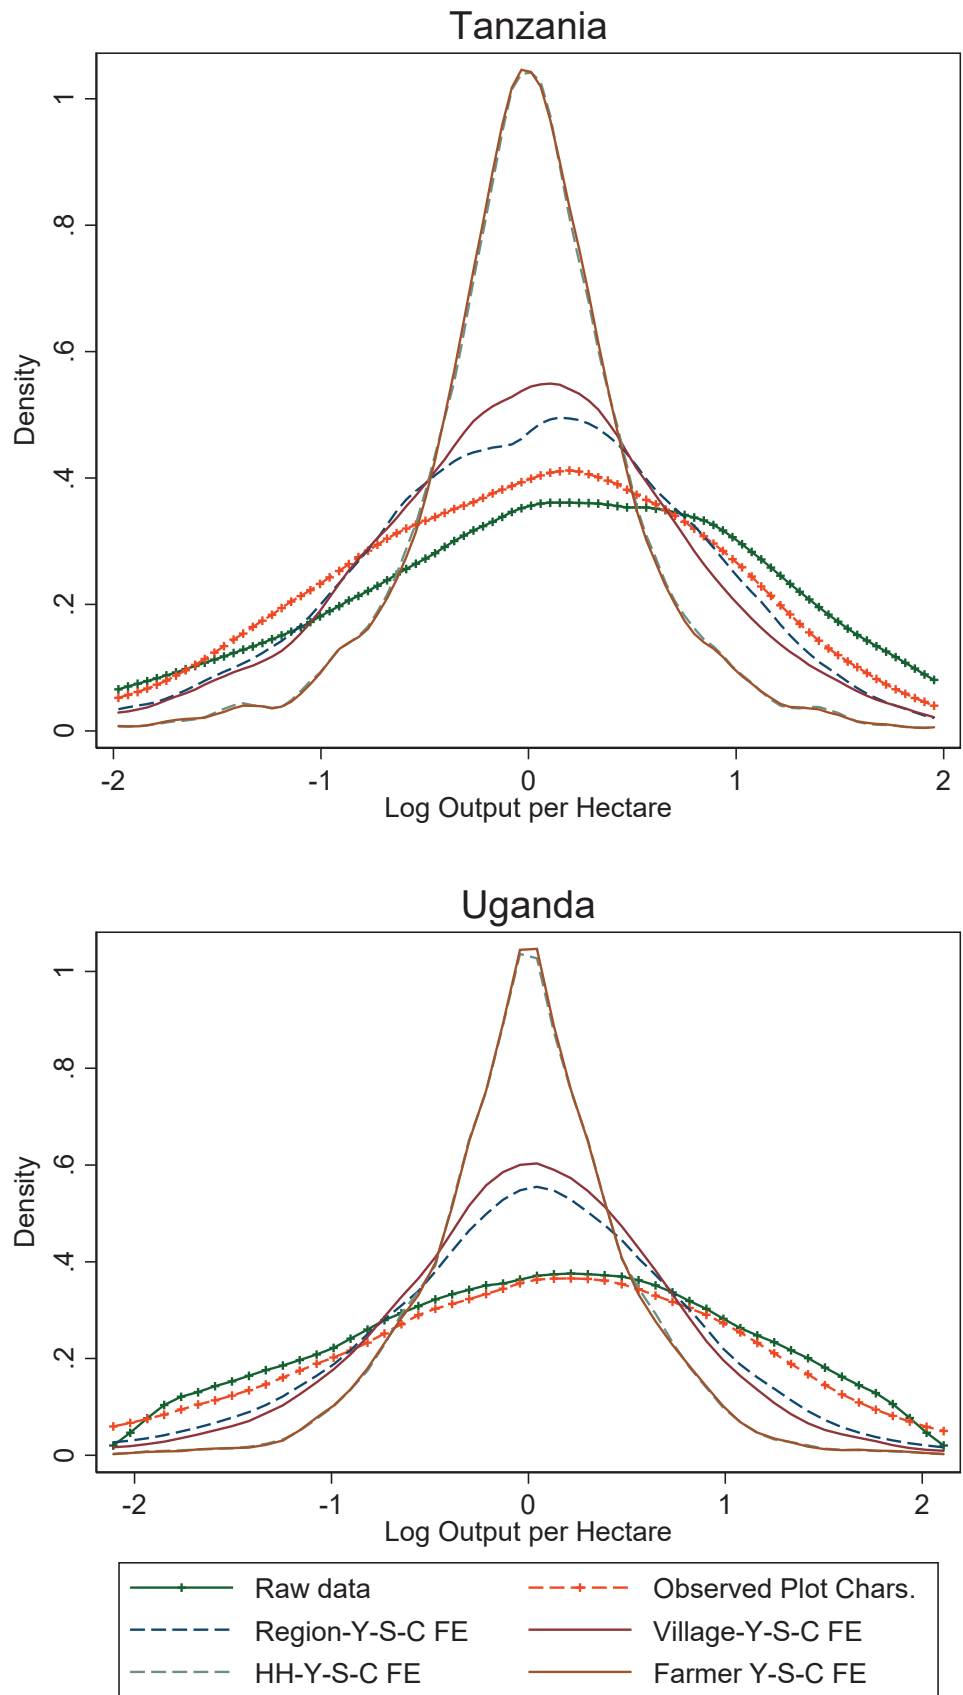 Tanzania
1
.8
.6
.4
.2
0
Density
-2 -1 0 1 2
Log Output per Hectare
Uganda
1
.8
.6
.4
.2
0
Density
-2 -1 0 1 2
Log Output per Hectare
Raw data Observed Plot Chars.
Region-Y-S-C FE Village-Y-S-C FE
HH-Y-S-C FE Farmer Y-S-C FE